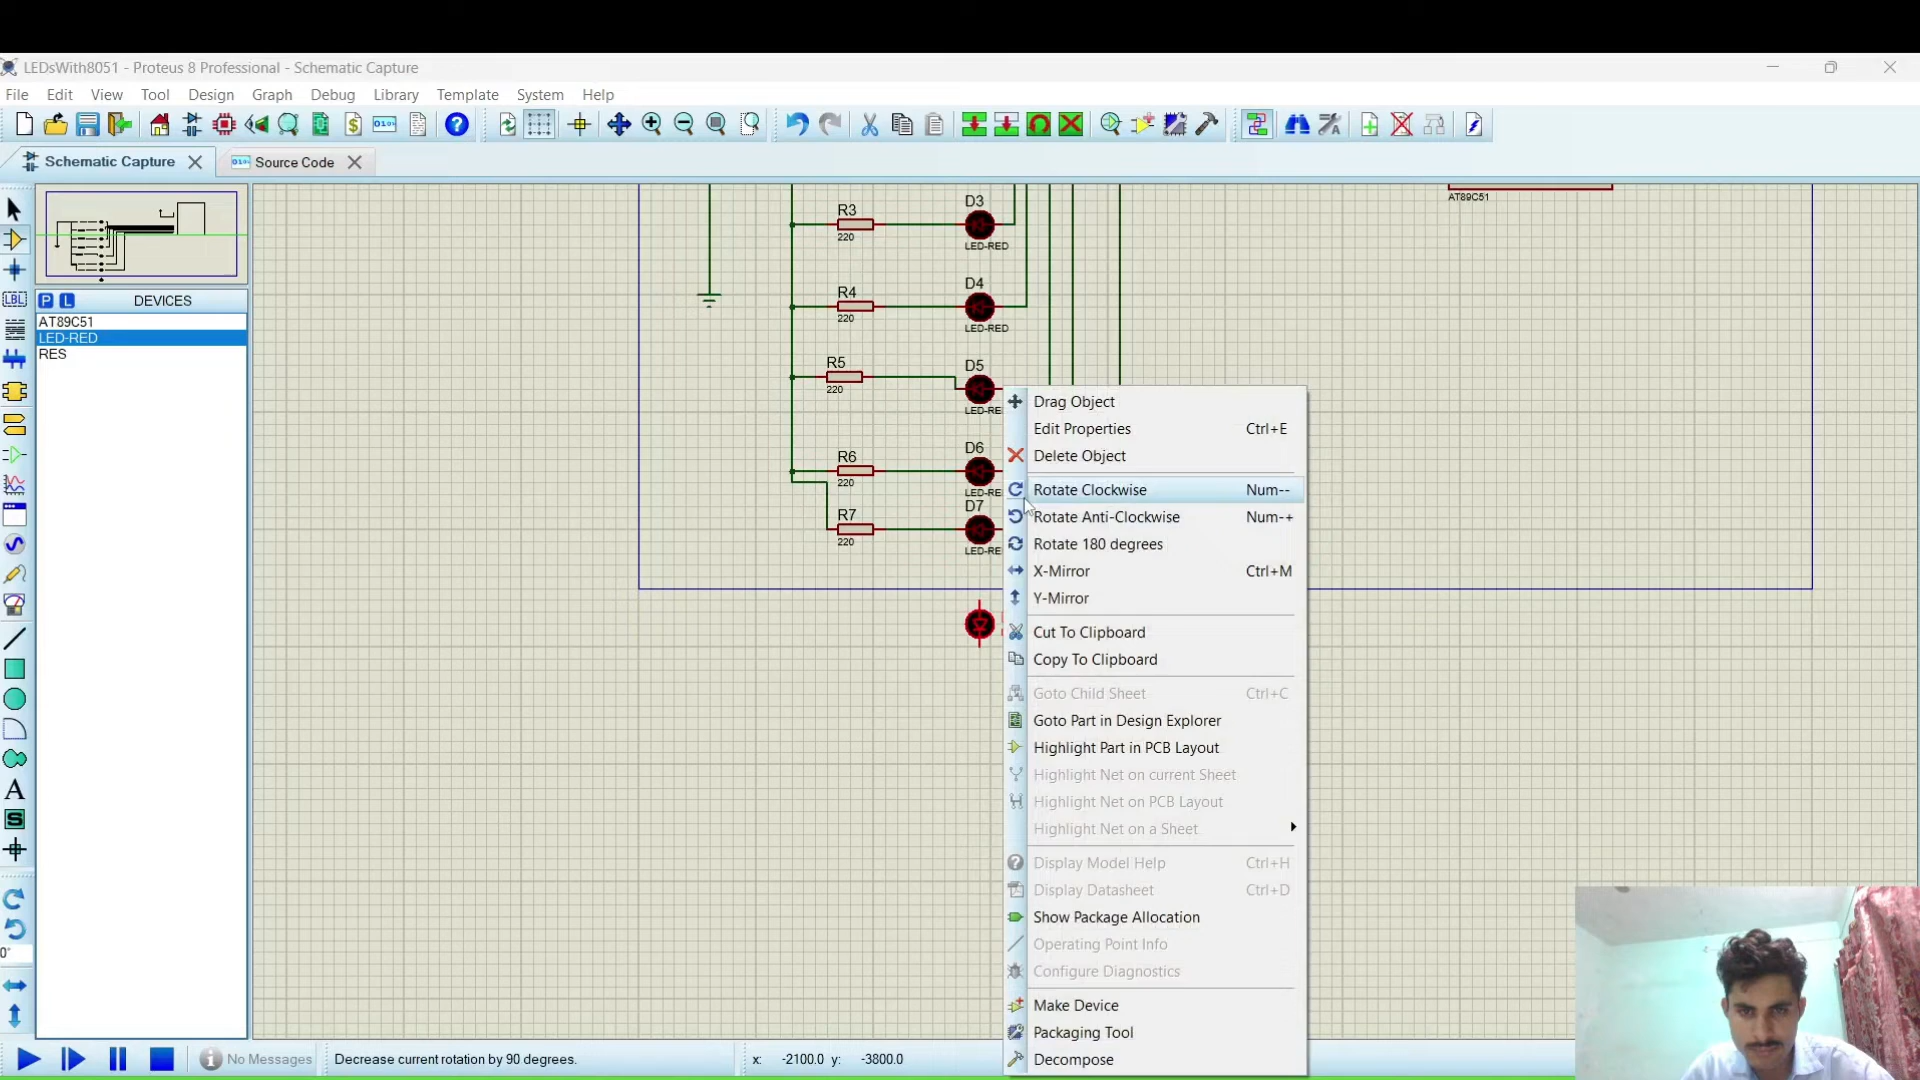 LEDsWith8051 - Proteus 8 Professional - Schematic Capture
File Edit View Tool Design Graph Debug Library Template System Help
Schematic Capture Source Code
P L DEVICES
AT89C51
LED-RED
RES
LBL
A
S
0°
AT89C51
R3
220
D3
LED-RED
R4
220
D4
LED-RED
R5
220
D5
LED-RE
R6
220
D6
LED-RE
R7
220
D7
LED-RE
Drag Object
Edit Properties Ctrl+E
Delete Object
Rotate Clockwise Num--
Rotate Anti-Clockwise Num-+
Rotate 180 degrees
X-Mirror Ctrl+M
Y-Mirror
Cut To Clipboard
Copy To Clipboard
Goto Child Sheet Ctrl+C
Goto Part in Design Explorer
Highlight Part in PCB Layout
Highlight Net on current Sheet
Highlight Net on PCB Layout
Highlight Net on a Sheet
Display Model Help Ctrl+H
Display Datasheet Ctrl+D
Show Package Allocation
Operating Point Info
Configure Diagnostics
Make Device
Packaging Tool
Decompose
No Messages Decrease current rotation by 90 degrees. x: -2100.0 y: -3800.0